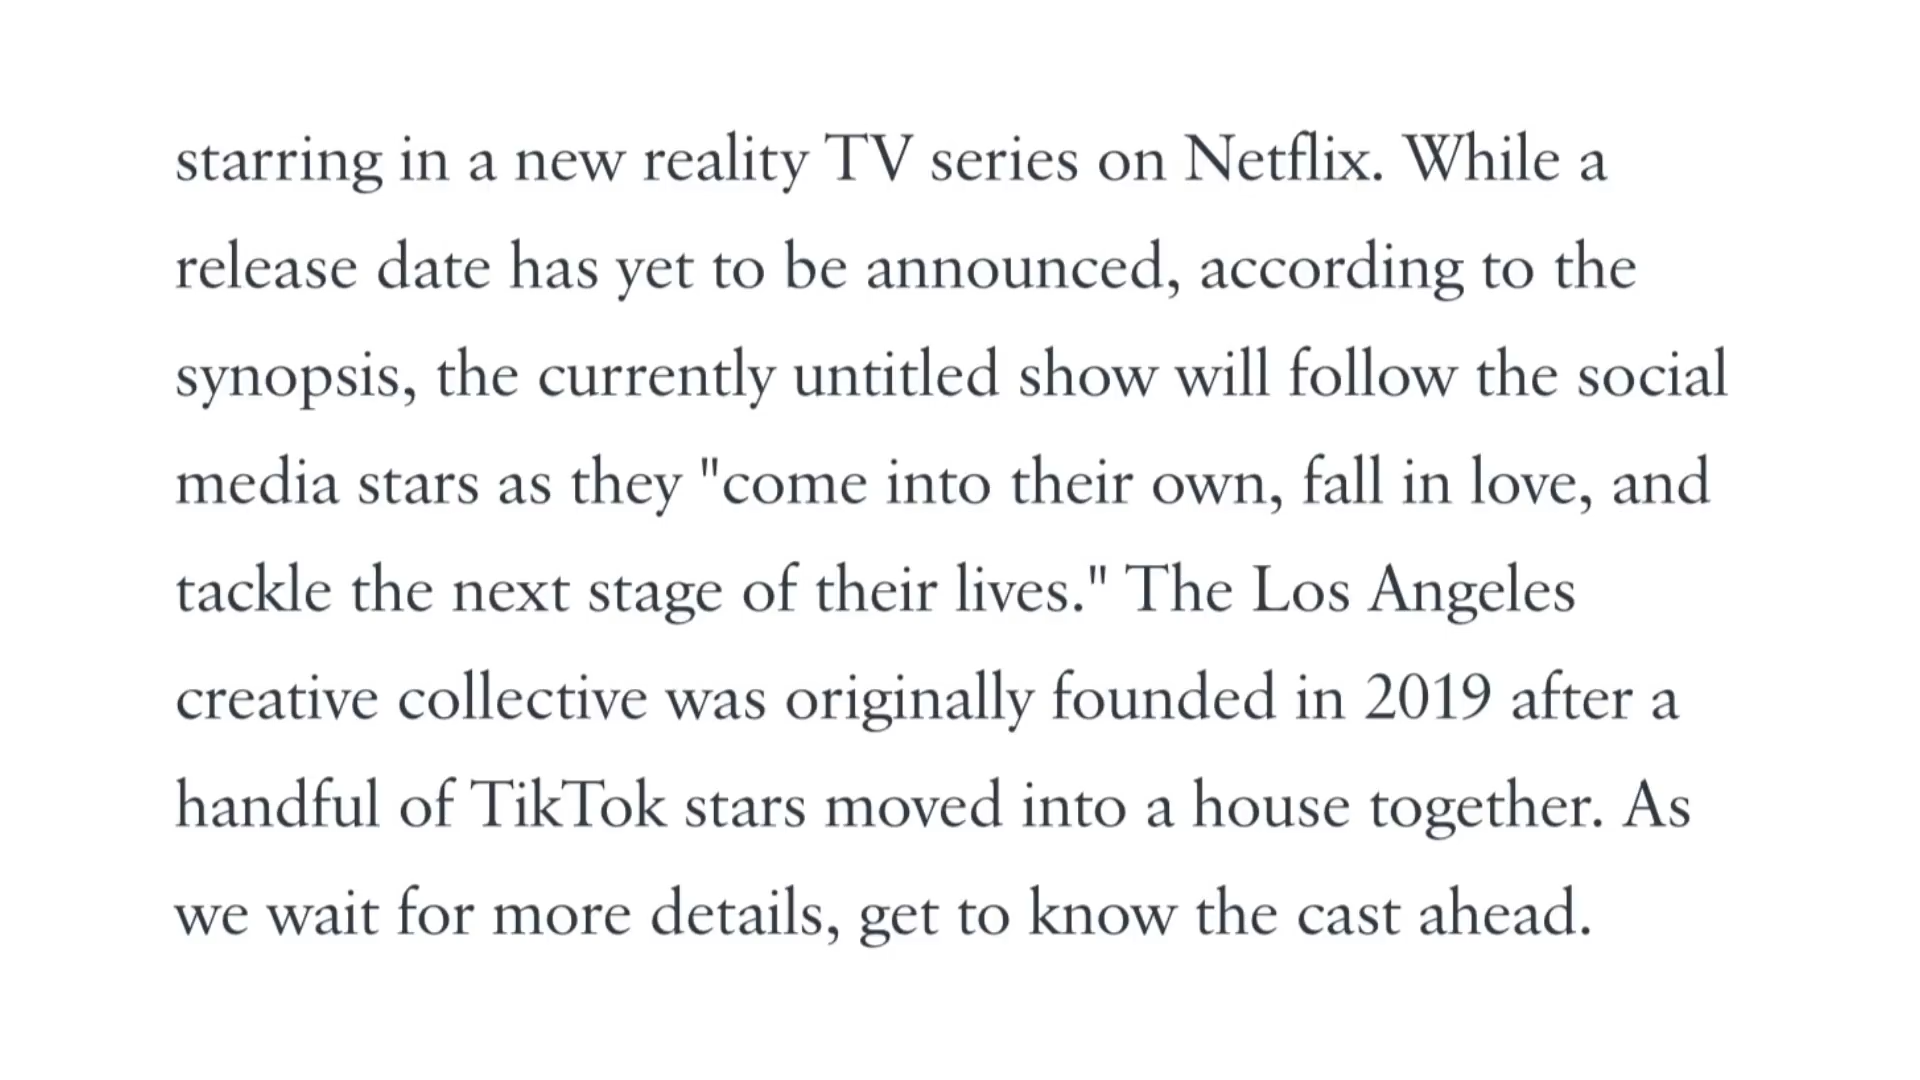 starring in a new reality TV series on Netflix. While a
release date has yet to be announced, according to the
synopsis, the currently untitled show will follow the social
media stars as they "come into their own, fall in love, and
tackle the next stage of their lives." The Los Angeles
creative collective was originally founded in 2019 after a
handful of TikTok stars moved into a house together. As
we wait for more details, get to know the cast ahead.